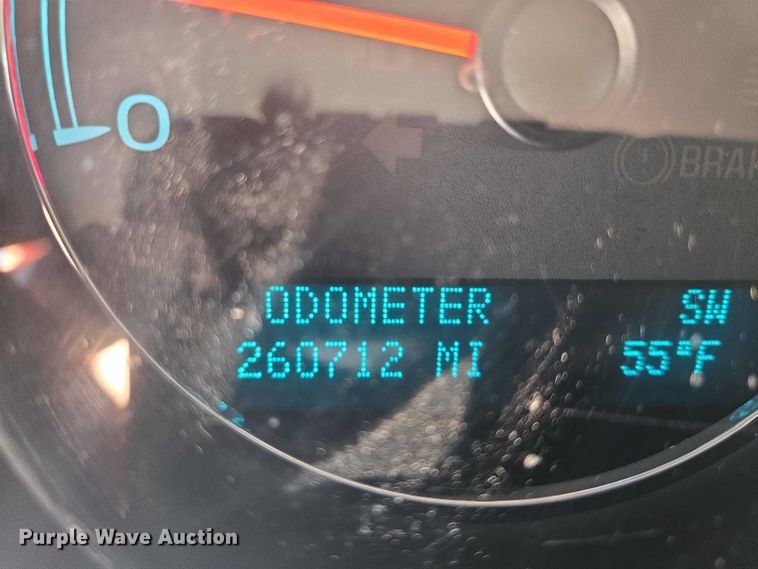 0
BRAK
ODOMETER SW
260712 MI 55°F
Purple Wave Auction